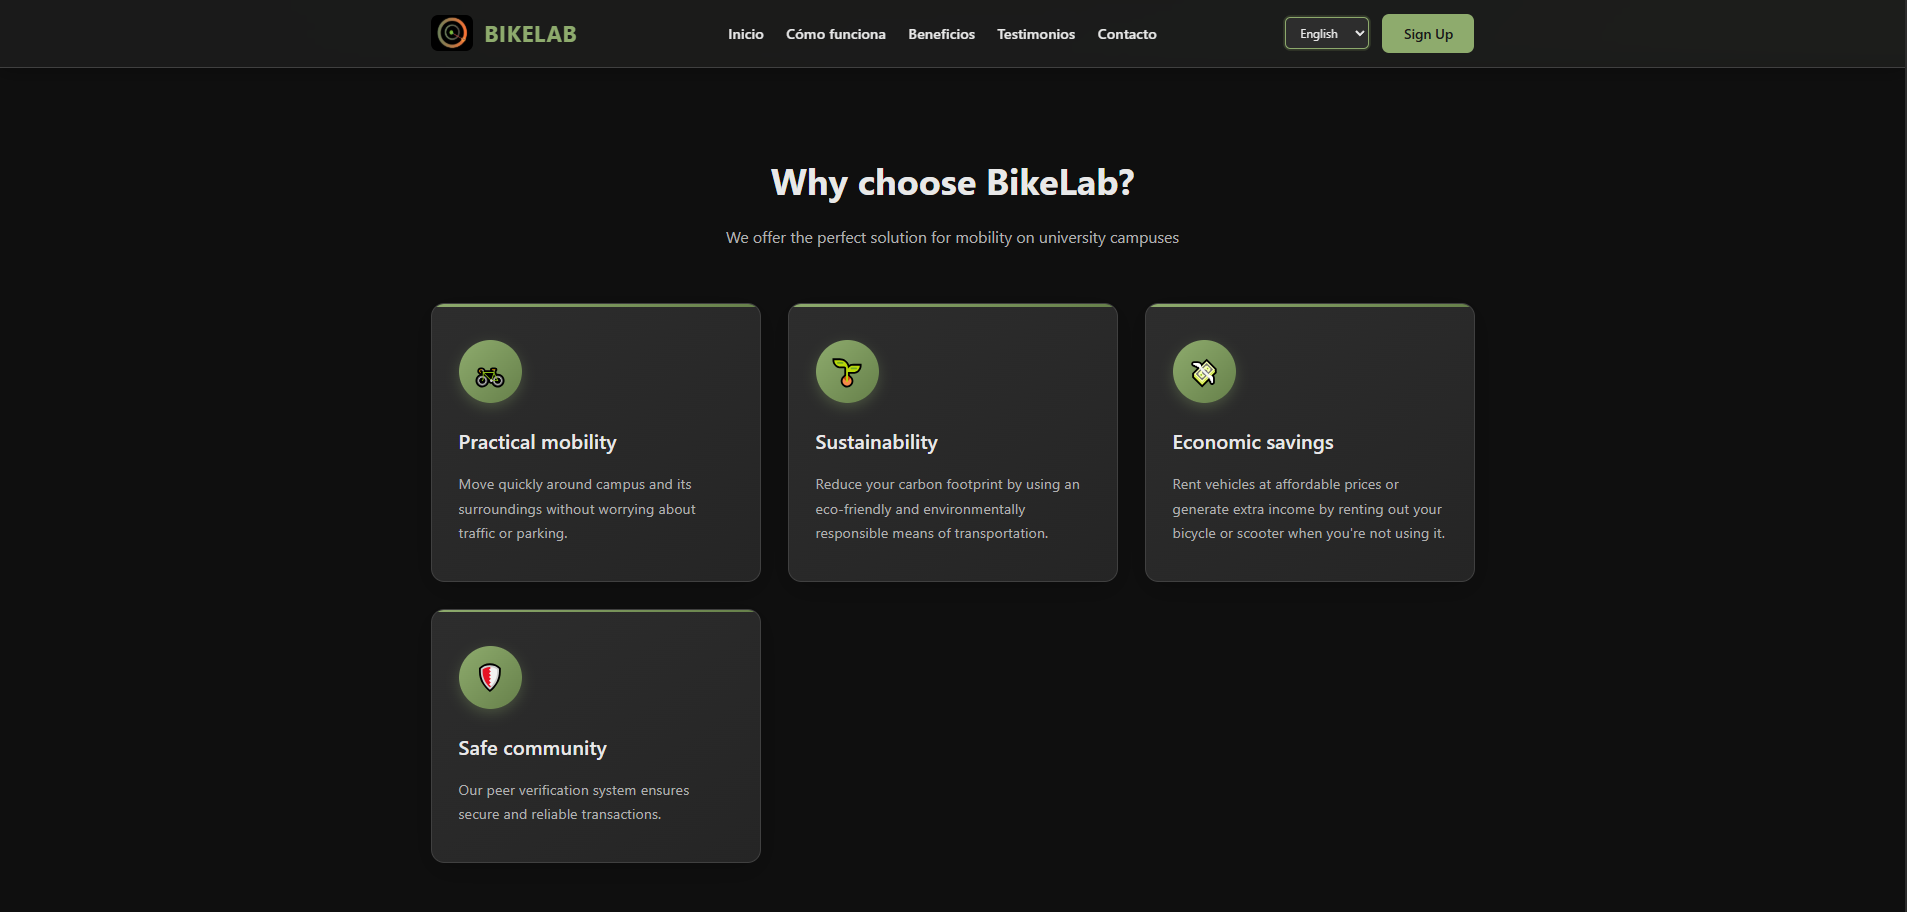 BIKELAB
Inicio
Cómo funciona
Beneficios
Testimonios
Contacto
English
Sign Up
Why choose BikeLab?
We offer the perfect solution for mobility on university campuses
Practical mobility
Move quickly around campus and its
surroundings without worrying about
traffic or parking.
Sustainability
Reduce your carbon footprint by using an
eco-friendly and environmentally
responsible means of transportation.
Economic savings
Rent vehicles at affordable prices or
generate extra income by renting out your
bicycle or scooter when you're not using it.
Safe community
Our peer verification system ensures
secure and reliable transactions.